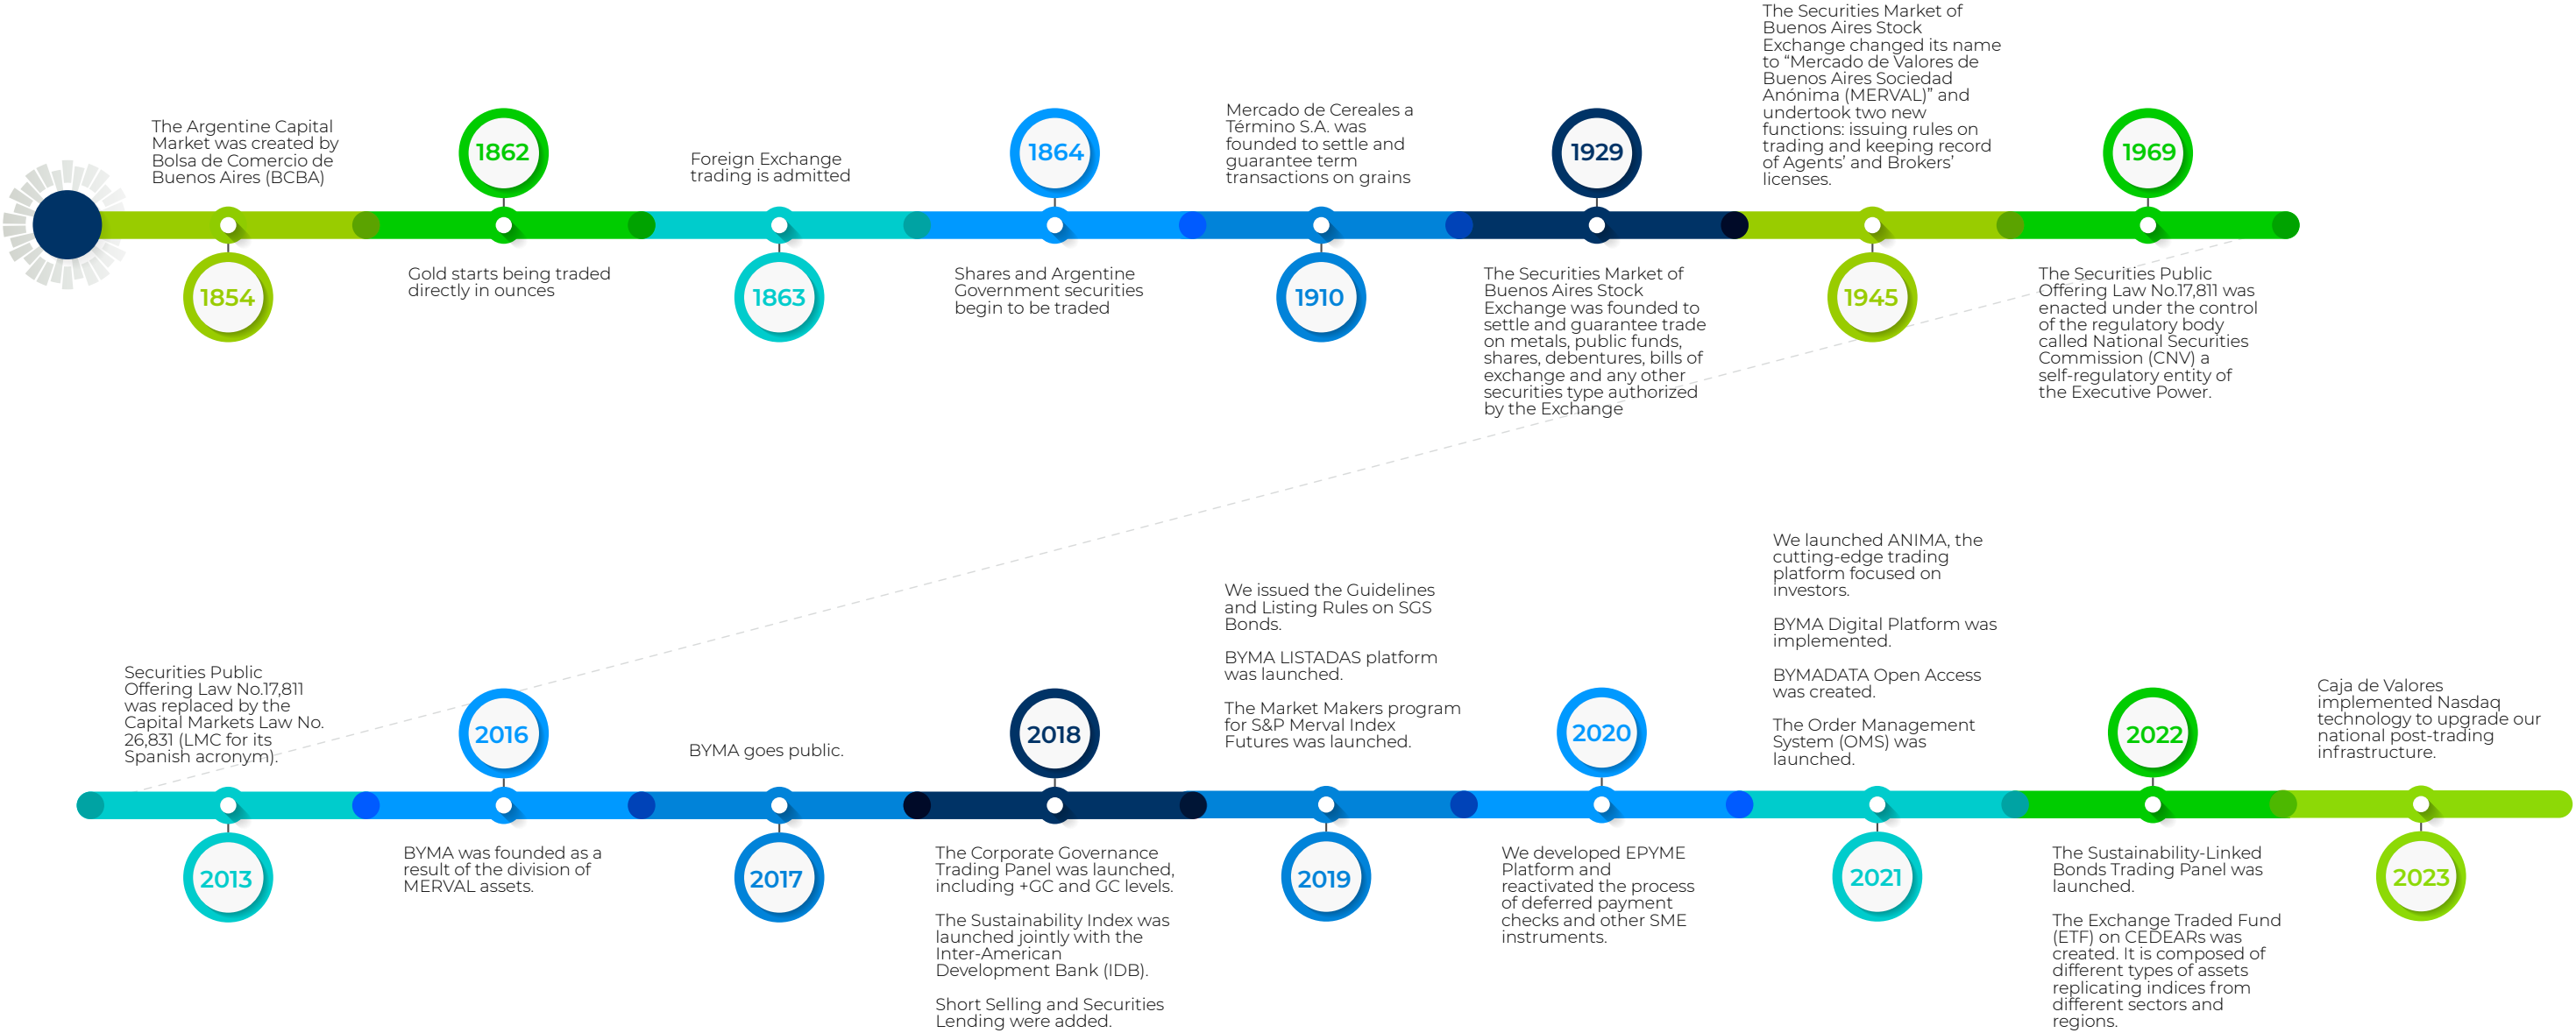 The Argentine Capital
Market was created by
Bolsa de Comercio de
Buenos Aires (BCBA)
1854
1862
Gold starts being traded
directly in ounces
Foreign Exchange
trading is admitted
1863
1864
Shares and Argentine
Government securities
begin to be traded
Mercado de Cereales a
Término S.A. was
founded to settle and
guarantee term
transactions on grains
1910
1929
The Securities Market of
Buenos Aires Stock
Exchange was founded to
settle and guarantee trade
on metals, public funds,
shares, debentures, bills of
exchange and any other
securities type authorized
by the Exchange
The Securities Market of
Buenos Aires Stock
Exchange changed its name
to “Mercado de Valores de
Buenos Aires Sociedad
Anónima (MERVAL)” and
undertook two new
functions: issuing rules on
trading and keeping record
of Agents’ and Brokers’
licenses.
1945
1969
The Securities Public
Offering Law No.17,811 was
enacted under the control
of the regulatory body
called National Securities
Commission (CNV) a
self-regulatory entity of
the Executive Power.
Securities Public
Offering Law No.17,811
was replaced by the
Capital Markets Law No.
26,831 (LMC for its
Spanish acronym).
2013
2016
BYMA was founded as a
result of the division of
MERVAL assets.
BYMA goes public.
2017
2018
The Corporate Governance
Trading Panel was launched,
including +GC and GC levels.
The Sustainability Index was
launched jointly with the
Inter-American
Development Bank (IDB).
Short Selling and Securities
Lending were added.
We issued the Guidelines
and Listing Rules on SGS
Bonds.
BYMA LISTADAS platform
was launched.
The Market Makers program
for S&P Merval Index
Futures was launched.
2019
2020
We developed EPYME
Platform and
reactivated the process
of deferred payment
checks and other SME
instruments.
We launched ANIMA, the
cutting-edge trading
platform focused on
investors.
BYMA Digital Platform was
implemented.
BYMADATA Open Access
was created.
The Order Management
System (OMS) was
launched.
2021
2022
The Sustainability-Linked
Bonds Trading Panel was
launched.
The Exchange Traded Fund
(ETF) on CEDEARs was
created. It is composed of
different types of assets
replicating indices from
different sectors and
regions.
Caja de Valores
implemented Nasdaq
technology to upgrade our
national post-trading
infrastructure.
2023